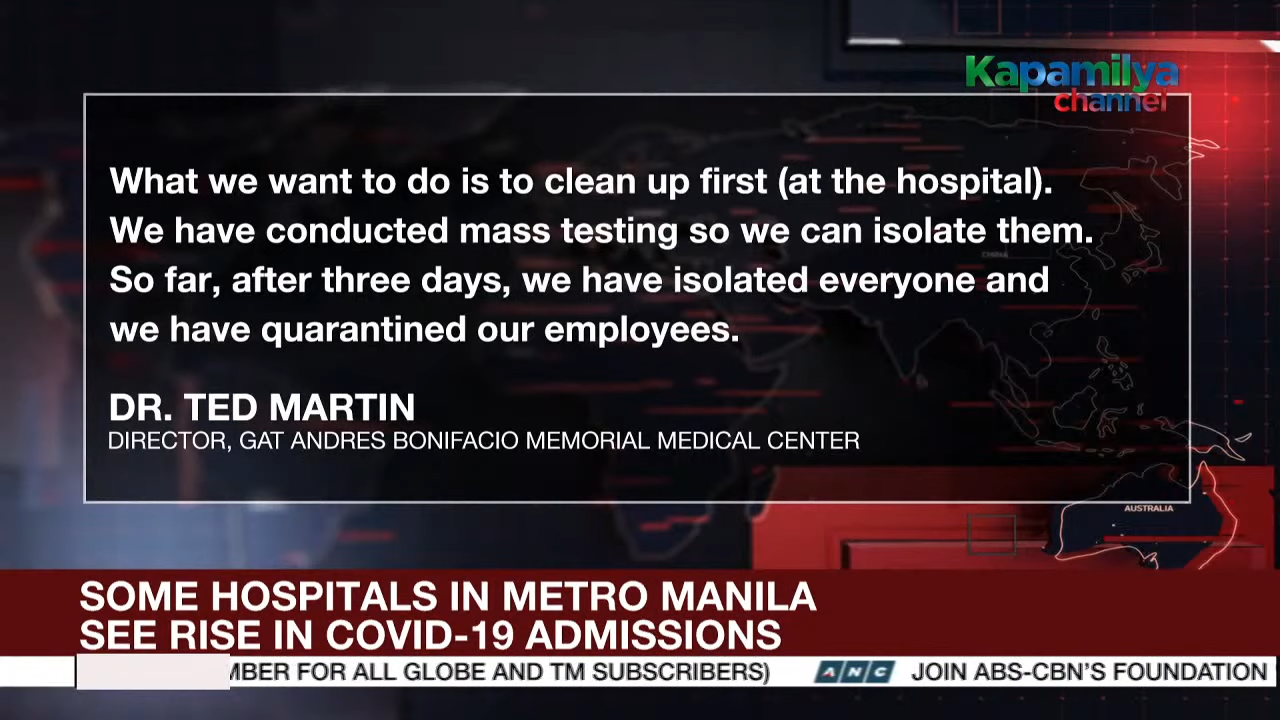 Kapamilya
channel
What we want to do is to clean up first (at the hospital).
We have conducted mass testing so we can isolate them.
So far, after three days, we have isolated everyone and
we have quarantined our employees.
DR. TED MARTIN
DIRECTOR, GAT ANDRES BONIFACIO MEMORIAL MEDICAL CENTER
CHINA
AUSTRALIA
SOME HOSPITALS IN METRO MANILA
SEE RISE IN COVID-19 ADMISSIONS
FOR ALL GLOBE AND TM SUBSCRIBERS) ANC JOIN ABS-CBN'S FOUNDATION